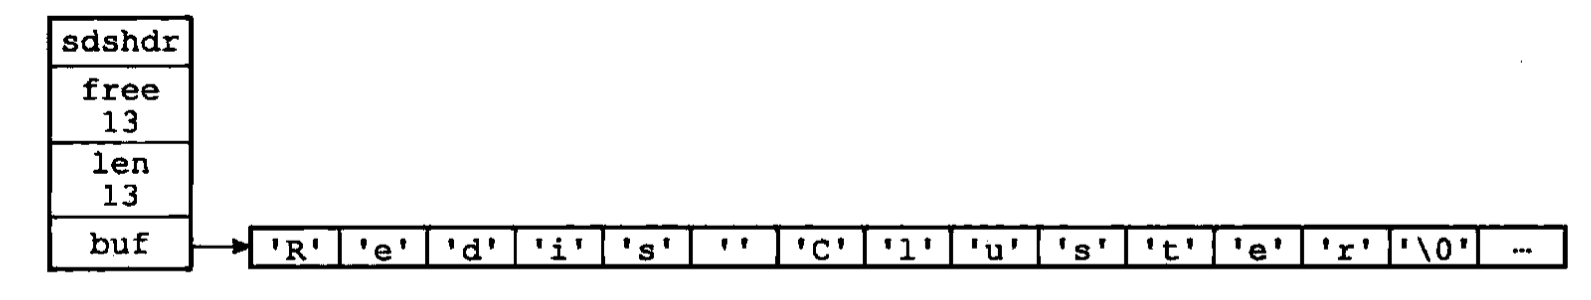 sdshdr
free
13
len
13
buf
'R' 'e' 'd' 'i' 's' '' 'C' 'l' 'u' 's' 't' 'e' 'r' '\0' …